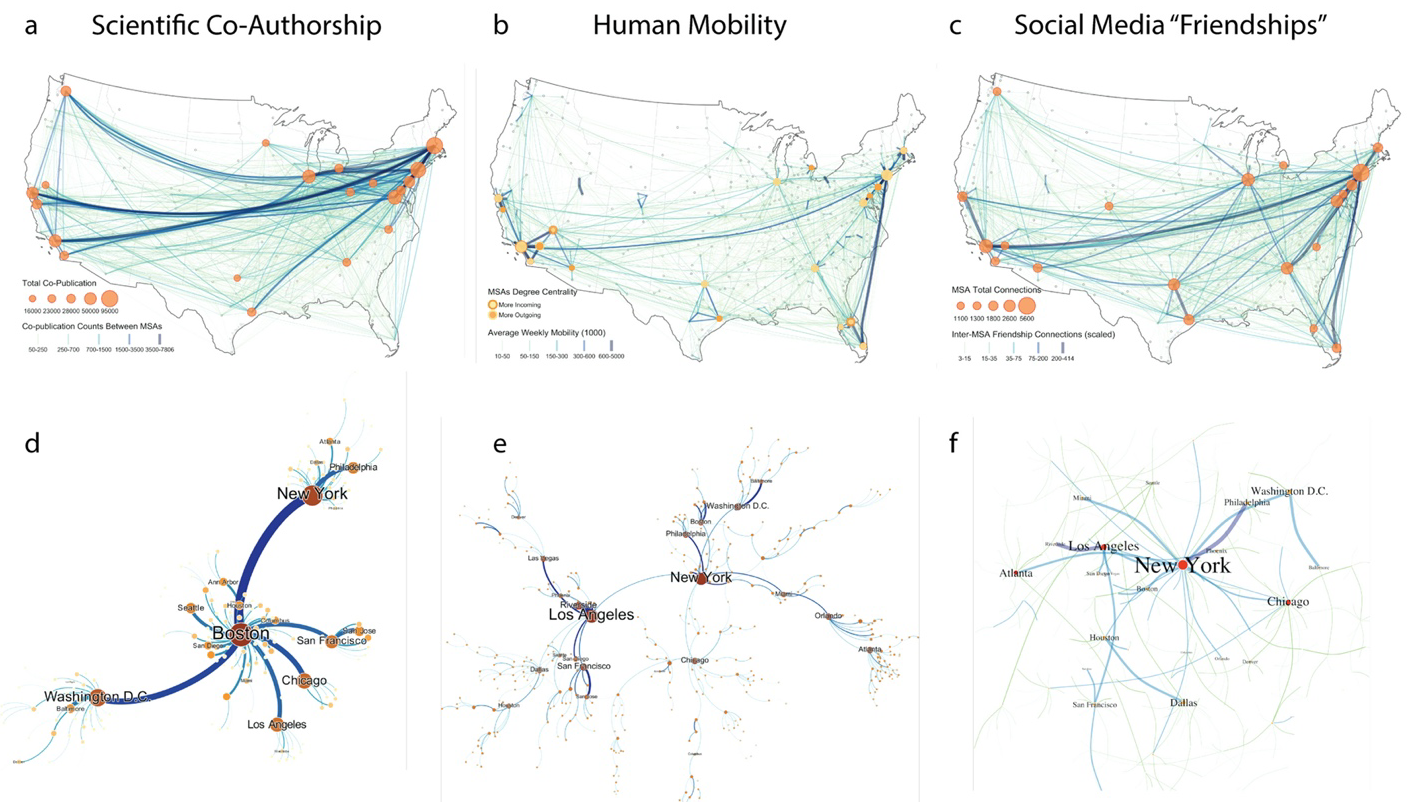 a Scientific Co-Authorship
b Human Mobility
c Social Media “Friendships”
Total Co-Publication
16000 23000 28000 50000 95000
Co-publication Counts Between MSAs
50-250 250-700 700-1500 1500-3500 3500-7806
MSAs Degree Centrality
More Incoming
More Outgoing
Average Weekly Mobility (1000)
10-50 50-150 150-300 300-600 600-5000
MSA Total Connections
1100 1300 1800 2600 5600
Inter-MSA Friendship Connections (scaled)
3-15 15-35 35-75 75-200 200-414
d
Atlanta
Philadelphia
New York
Ann Arbor
Seattle
Houston
Columbus
Boston
San Jose
San Francisco
San Diego
Chicago
Washington D.C.
Baltimore
Los Angeles
e
Baltimore
Washington D.C.
Boston
Philadelphia
Denver
Las Vegas
New York
Riverside
Los Angeles
Miami
Orlando
Atlanta
Chicago
San Diego
San Francisco
Dallas
San Jose
Houston
f
Seattle
Miami
Washington D.C.
Philadelphia
Riverside
Los Angeles
Phoenix
New York
Atlanta
San Diego
Boston
Baltimore
Chicago
Houston
Orlando
Denver
San Francisco
Dallas